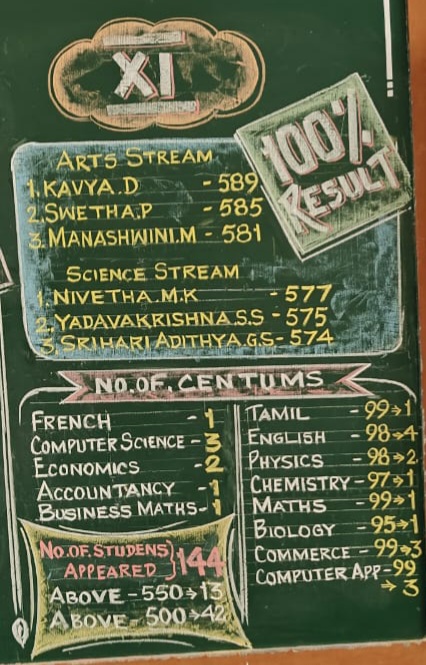 XI
100%
RESULT
ARTS STREAM
1. KAVYA.D - 589
2. SWETHA.P - 585
3. MANASHWINI.M - 581
SCIENCE STREAM
1. NIVETHA.M.K - 577
2. YADAVAKRISHNA.S.S - 575
3. SRIHARI ADITHYA.G.S - 574
NO.OF.CENTUMS
FRENCH - 1
COMPUTER SCIENCE - 3
ECONOMICS - 2
ACCOUNTANCY - 1
BUSINESS MATHS - 1
TAMIL - 99→1
ENGLISH - 98→4
PHYSICS - 98→2
CHEMISTRY - 97→1
MATHS - 99→1
BIOLOGY - 95→1
COMMERCE - 99→3
COMPUTER APP - 99
→ 3
NO.OF.STUDENS
APPEARED } 144
ABOVE - 550→13
ABOVE - 500→42